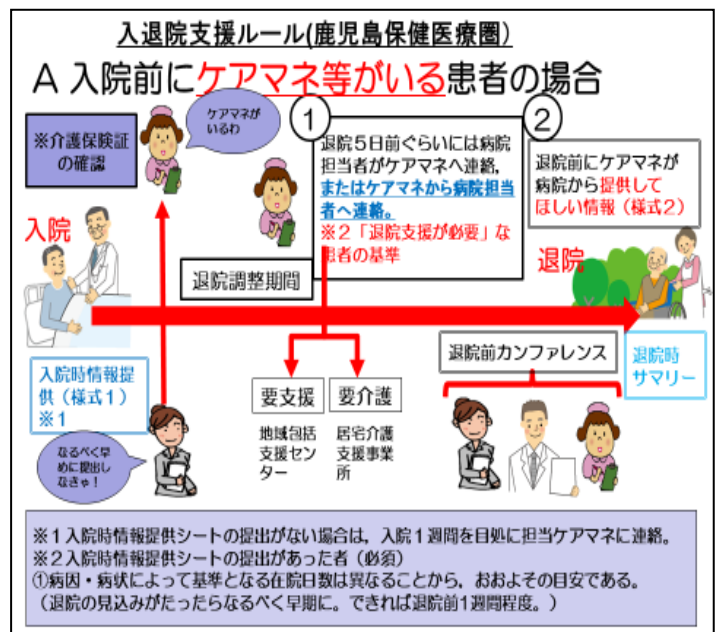 入退院支援ルール(鹿児島保健医療圏)
A 入院前にケアマネ等がいる患者の場合
※介護保険証
の確認
ケアマネが
いるわ
①
退院5日前ぐらいには病院
担当者がケアマネへ連絡,
またはケアマネから病院担当
者へ連絡。
※2「退院支援が必要」な
患者の基準
②
退院前にケアマネが
病院から提供して
ほしい情報(様式2)
入院
退院調整期間
退院
入院時情報提
供(様式1)
※1
なるべく早
めに提出し
なきゃ!
要支援
地域包括
支援セン
ター
要介護
居宅介護
支援事業
所
退院前カンファレンス
退院時
サマリー
※1入院時情報提供シートの提出がない場合は,入院1週間を目処に担当ケアマネに連絡。
※2入院時情報提供シートの提出があった者(必須)
①病因・病状によって基準となる在院日数は異なることから,おおよその目安である。
(退院の見込みがたったらなるべく早期に。できれば退院前1週間程度。)